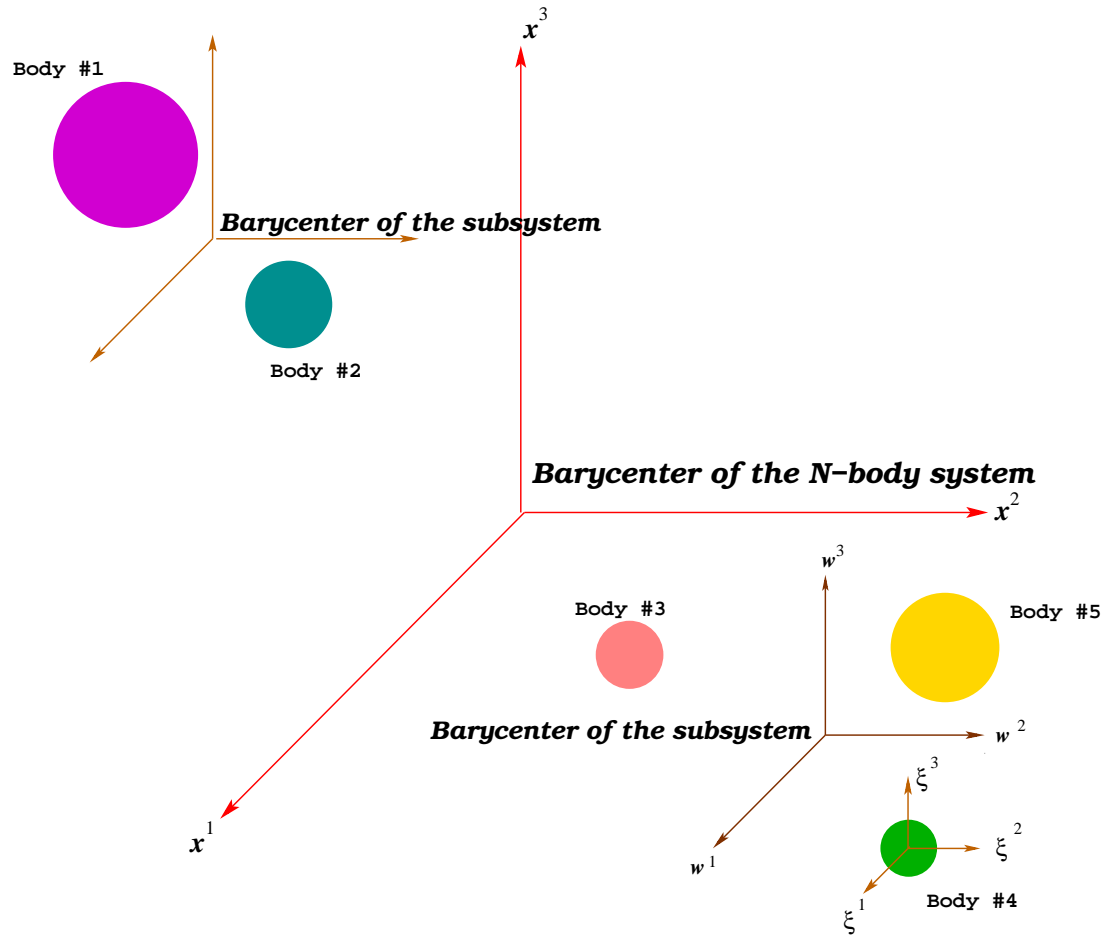 x³
Body #1
Barycenter of the subsystem
Body #2
Barycenter of the N−body system
x²
w³
Body #3
Body #5
Barycenter of the subsystem
w²
ξ³
x¹
ξ²
w¹
Body #4
ξ¹